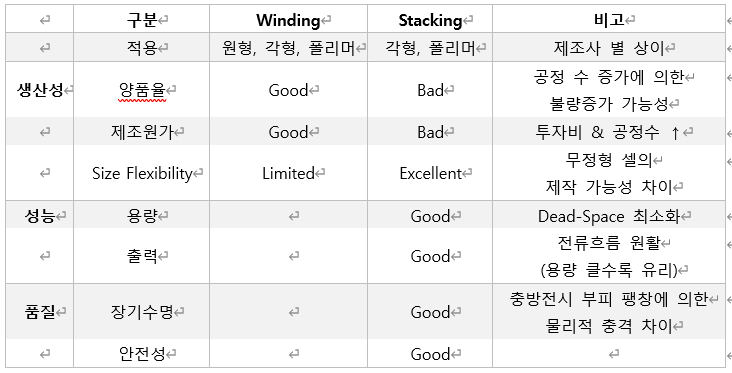 구분 Winding Stacking 비고
적용 원형, 각형, 폴리머 각형, 폴리머 제조사 별 상이
생산성 양품율 Good Bad 공정 수 증가에 의한
불량증가 가능성
제조원가 Good Bad 투자비 & 공정수 ↑
Size Flexibility Limited Excellent 무정형 셀의
제작 가능성 차이
성능 용량 Good Dead-Space 최소화
출력 Good 전류흐름 원활
(용량 클수록 유리)
품질 장기수명 Good 충방전시 부피 팽창에 의한
물리적 충격 차이
안전성 Good